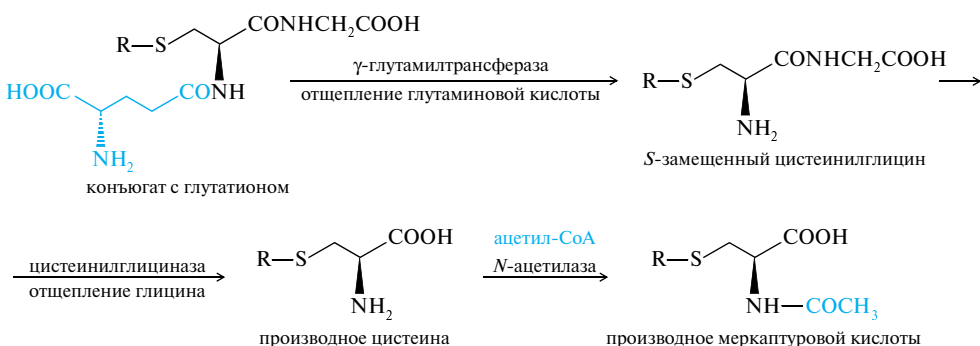 CONHCH₂COOH
R—S
HOOC
CONH
NH₂
конъюгат с глутатионом
γ-глутамилтрансфераза
отщепление глутаминовой кислоты
CONHCH₂COOH
R—S
NH₂
S-замещенный цистеинилглицин
цистеинилглициназа
отщепление глицина
COOH
R—S
NH₂
производное цистеина
ацетил-CoA
N-ацетилаза
COOH
R—S
NH—COCH₃
производное меркаптуровой кислоты